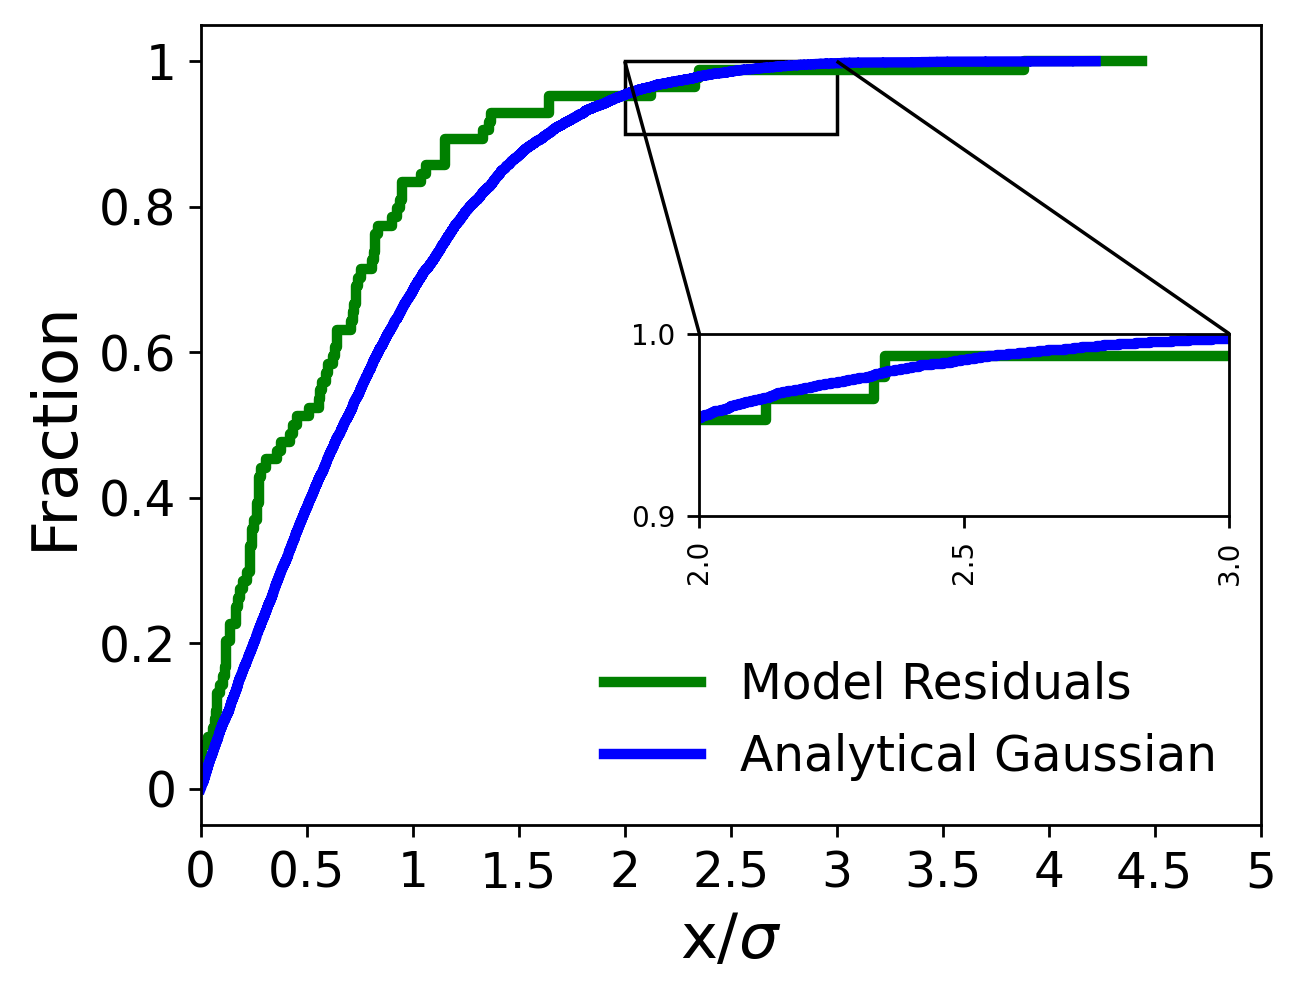 1
0.8
0.6
0.4
0.2
0
Fraction
1.0
0.9
2.0
2.5
3.0
Model Residuals
Analytical Gaussian
0 0.5 1 1.5 2 2.5 3 3.5 4 4.5 5
x/σ